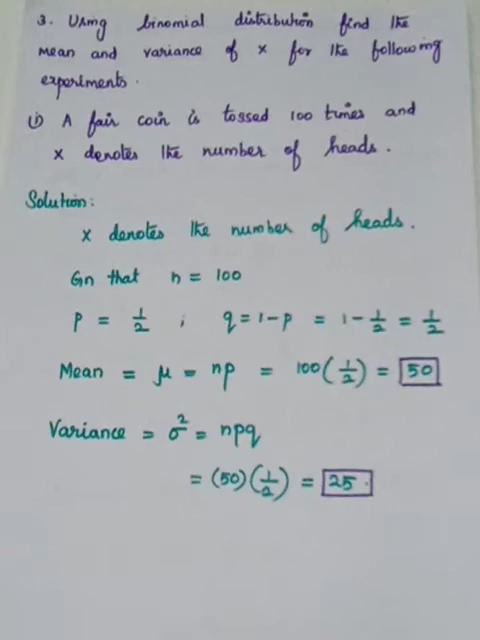 3. Using binomial distribution find the
mean and variance of x for the following
experiments.
(i) A fair coin is tossed 100 times and
x denotes the number of heads.
Solution:
x denotes the number of heads.
Gn that n = 100
P = 1/2 ; q = 1-p = 1 - 1/2 = 1/2
Mean = μ = np = 100(1/2) = 50
Variance = σ² = npq
= (50)(1/2) = 25.